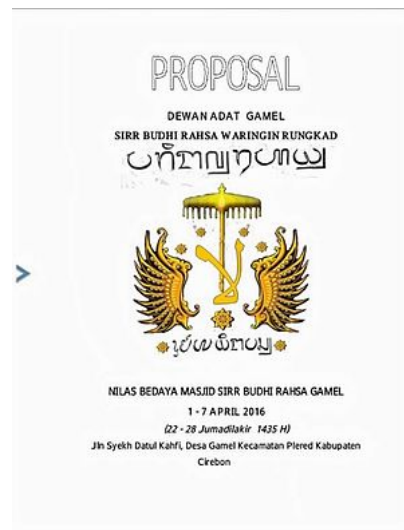 PROPOSAL
DEWAN ADAT GAMEL
SIRR BUDHI RAHSA WARINGIN RUNGKAD
لا
NILAS BEDAYA MASJID SIRR BUDHI RAHSA GAMEL
1 - 7 APRIL 2016
(22 - 28 Jumadilakir 1435 H)
Jln Syekh Datul Kahfi, Desa Gamel Kecamatan Plered Kabupaten
Cirebon